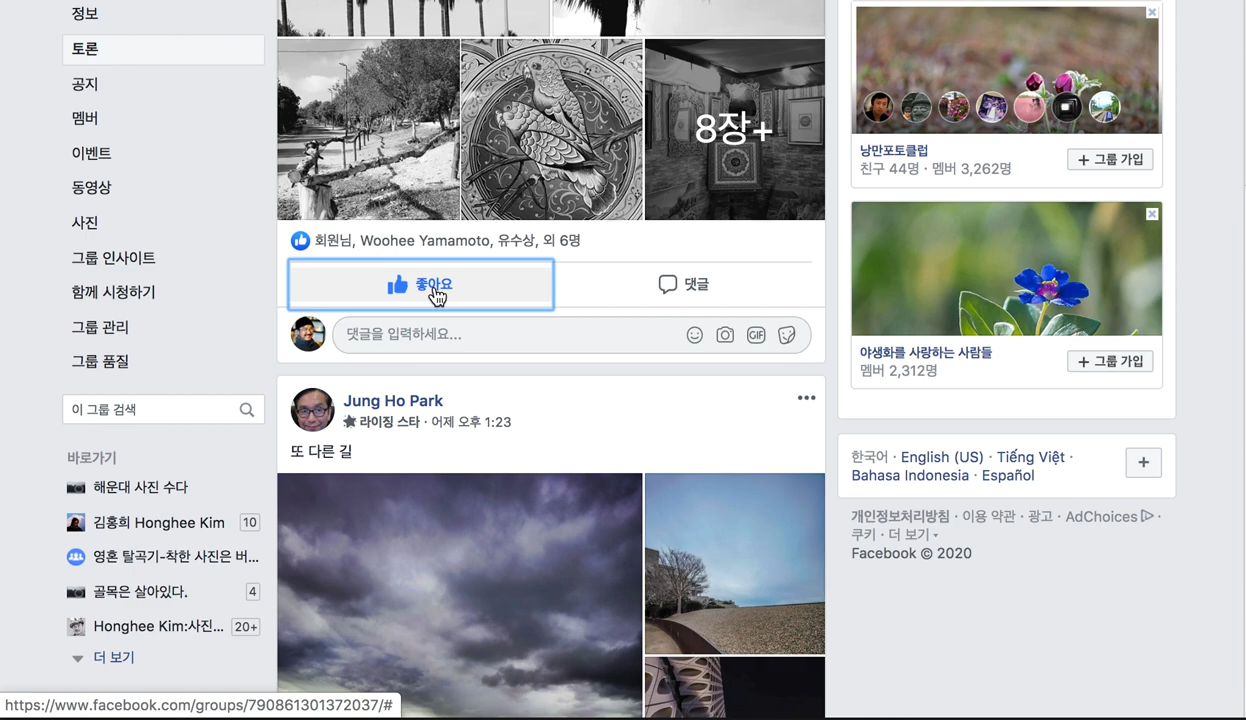 정보
토론
공지
멤버
이벤트
동영상
사진
그룹 인사이트
함께 시청하기
그룹 관리
그룹 품질
이 그룹 검색
바로가기
해운대 사진 수다
김홍희 Honghee Kim 10
영혼 탈곡기-착한 사진은 버...
골목은 살아있다. 4
Honghee Kim:사진... 20+
더 보기
8장+
회원님, Woohee Yamamoto, 유수상, 외 6명
좋아요
댓글
댓글을 입력하세요...
GIF
Jung Ho Park
라이징 스타 · 어제 오후 1:23
또 다른 길
낭만포토클럽
친구 44명 · 멤버 3,262명
+ 그룹 가입
야생화를 사랑하는 사람들
멤버 2,312명
+ 그룹 가입
한국어 · English (US) · Tiếng Việt ·
Bahasa Indonesia · Español
개인정보처리방침 · 이용 약관 · 광고 · AdChoices ·
쿠키 · 더 보기
Facebook © 2020
https://www.facebook.com/groups/790861301372037/#